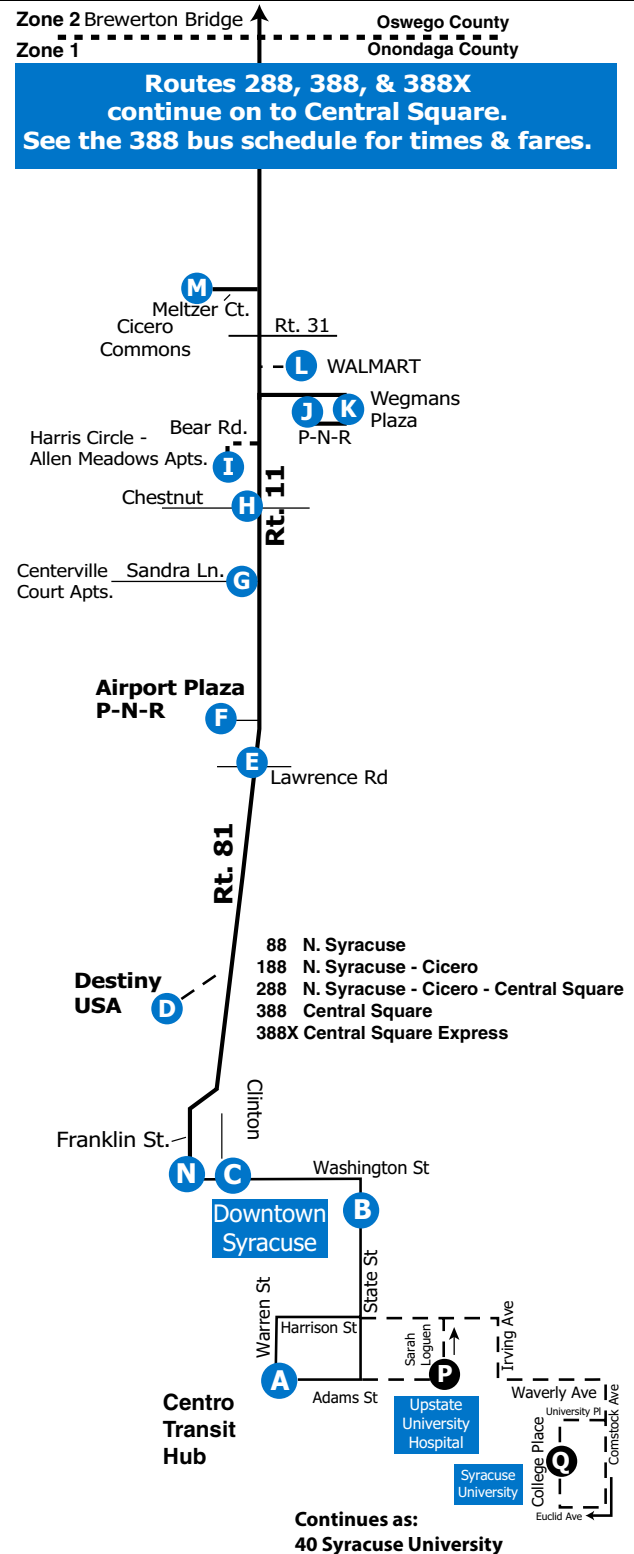 Zone 2 Brewerton Bridge
Oswego County
Zone 1
Onondaga County
Routes 288, 388, & 388X
continue on to Central Square.
See the 388 bus schedule for times & fares.
M
Meltzer Ct.
Cicero
Commons
Rt. 31
L
WALMART
J
K
Wegmans
Plaza
P-N-R
Bear Rd.
Harris Circle -
Allen Meadows Apts.
I
Rt. 11
Chestnut
H
Centerville
Court Apts.
Sandra Ln.
G
Airport Plaza
P-N-R
F
E
Lawrence Rd
Rt. 81
88 N. Syracuse
188 N. Syracuse - Cicero
288 N. Syracuse - Cicero - Central Square
388 Central Square
388X Central Square Express
Destiny
USA
D
Clinton
Franklin St.
N
C
Washington St
Downtown
Syracuse
B
State St
Warren St
Harrison St
Sarah
Loguen
Irving Ave
A
Adams St
P
Centro
Transit
Hub
Upstate
University
Hospital
Waverly Ave
University Pl
Comstock Ave
College Place
Q
Syracuse
University
Euclid Ave
Continues as:
40 Syracuse University